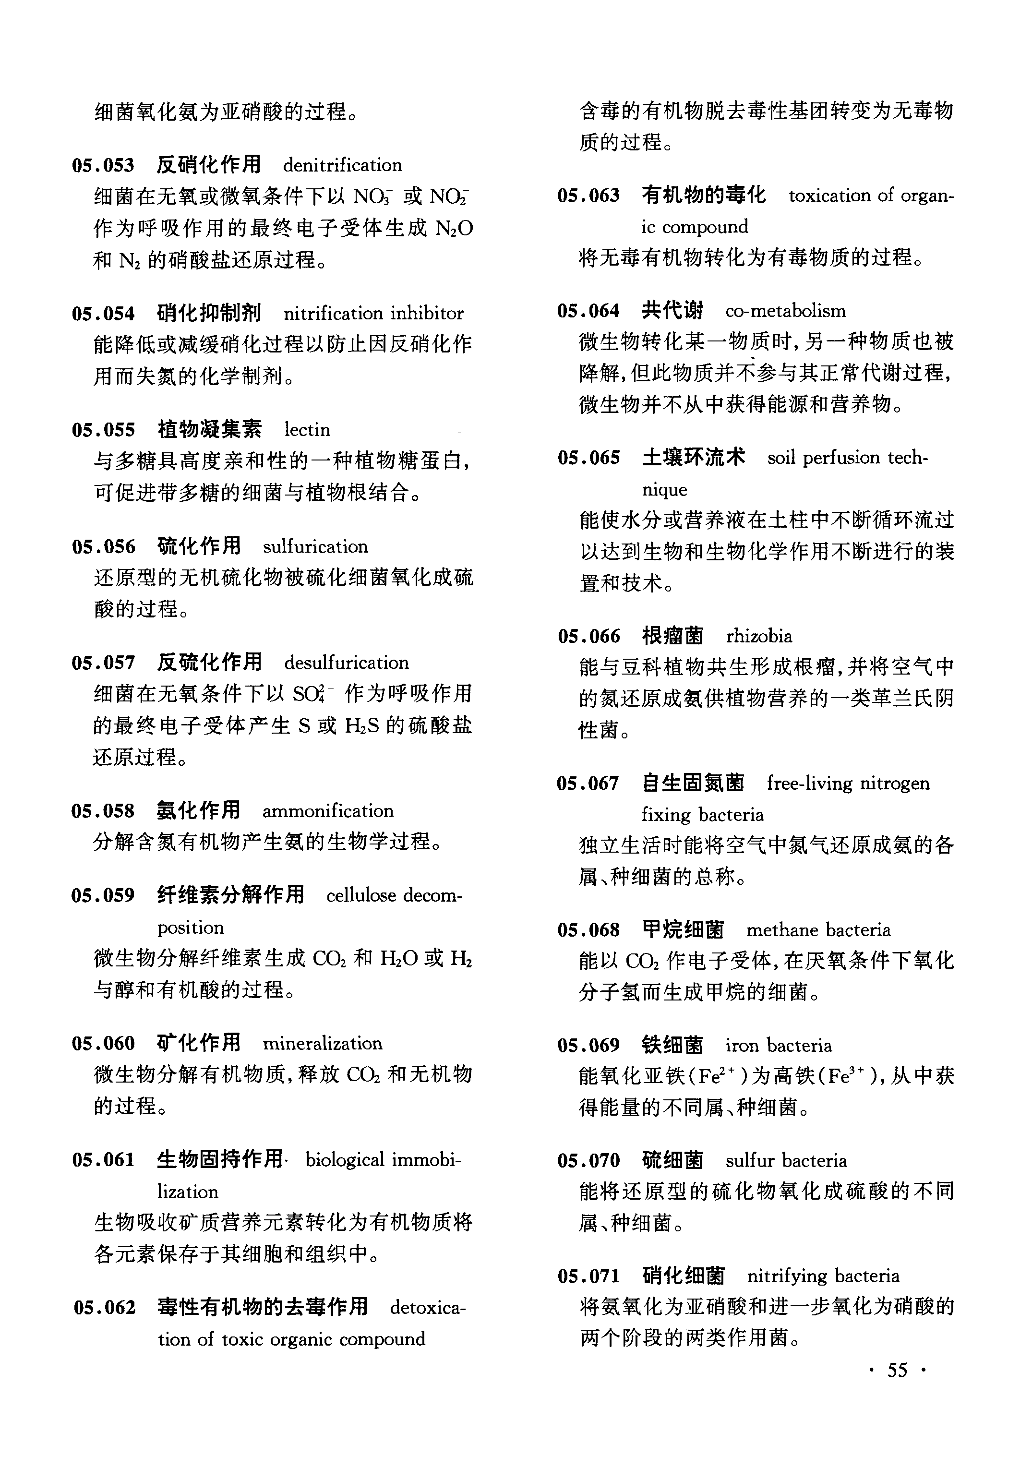 细菌氧化氨为亚硝酸的过程。
05.053 反硝化作用 denitrification
细菌在无氧或微氧条件下以 NO₃⁻ 或 NO₂⁻
作为呼吸作用的最终电子受体生成 N₂O
和 N₂ 的硝酸盐还原过程。
05.054 硝化抑制剂 nitrification inhibitor
能降低或减缓硝化过程以防止因反硝化作
用而失氮的化学制剂。
05.055 植物凝集素 lectin
与多糖具高度亲和性的一种植物糖蛋白,
可促进带多糖的细菌与植物根结合。
05.056 硫化作用 sulfurication
还原型的无机硫化物被硫化细菌氧化成硫
酸的过程。
05.057 反硫化作用 desulfurication
细菌在无氧条件下以 SO₄²⁻ 作为呼吸作用
的最终电子受体产生 S 或 H₂S 的硫酸盐
还原过程。
05.058 氨化作用 ammonification
分解含氮有机物产生氨的生物学过程。
05.059 纤维素分解作用 cellulose decom-
position
微生物分解纤维素生成 CO₂ 和 H₂O 或 H₂
与醇和有机酸的过程。
05.060 矿化作用 mineralization
微生物分解有机物质,释放 CO₂ 和无机物
的过程。
05.061 生物固持作用 biological immobi-
lization
生物吸收矿质营养元素转化为有机物质将
各元素保存于其细胞和组织中。
05.062 毒性有机物的去毒作用 detoxica-
tion of toxic organic compound
含毒的有机物脱去毒性基团转变为无毒物
质的过程。
05.063 有机物的毒化 toxication of organ-
ic compound
将无毒有机物转化为有毒物质的过程。
05.064 共代谢 co-metabolism
微生物转化某一物质时,另一种物质也被
降解,但此物质并不参与其正常代谢过程,
微生物并不从中获得能源和营养物。
05.065 土壤环流术 soil perfusion tech-
nique
能使水分或营养液在土柱中不断循环流过
以达到生物和生物化学作用不断进行的装
置和技术。
05.066 根瘤菌 rhizobia
能与豆科植物共生形成根瘤,并将空气中
的氮还原成氨供植物营养的一类革兰氏阴
性菌。
05.067 自生固氮菌 free-living nitrogen
fixing bacteria
独立生活时能将空气中氮气还原成氨的各
属、种细菌的总称。
05.068 甲烷细菌 methane bacteria
能以 CO₂ 作电子受体,在厌氧条件下氧化
分子氢而生成甲烷的细菌。
05.069 铁细菌 iron bacteria
能氧化亚铁(Fe²⁺)为高铁(Fe³⁺),从中获
得能量的不同属、种细菌。
05.070 硫细菌 sulfur bacteria
能将还原型的硫化物氧化成硫酸的不同
属、种细菌。
05.071 硝化细菌 nitrifying bacteria
将氨氧化为亚硝酸和进一步氧化为硝酸的
两个阶段的两类作用菌。
· 55 ·